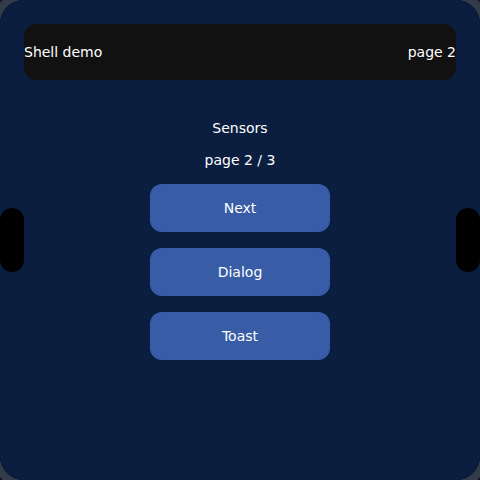 Shell demo page 2
Sensors
page 2 / 3
Next
Dialog
Toast